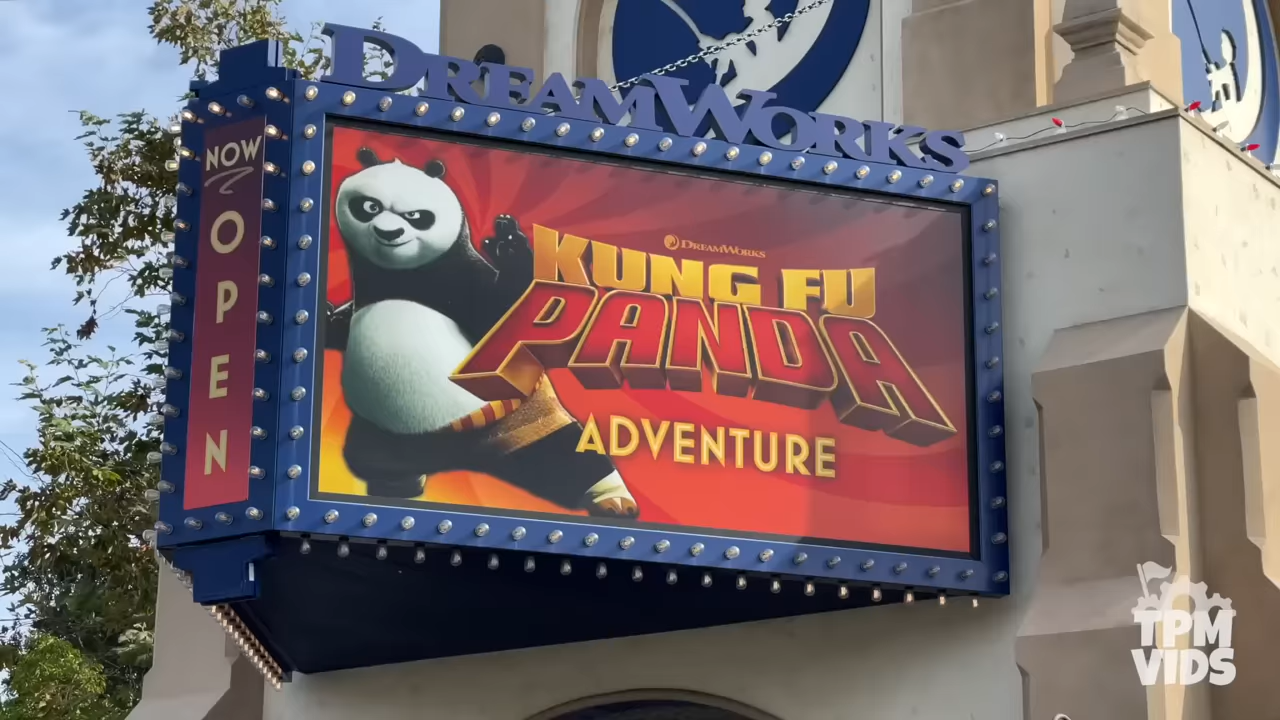 DREAMWORKS
NOW
OPEN
DREAMWORKS
KUNG FU
PANDA
ADVENTURE
TPM
VIDS